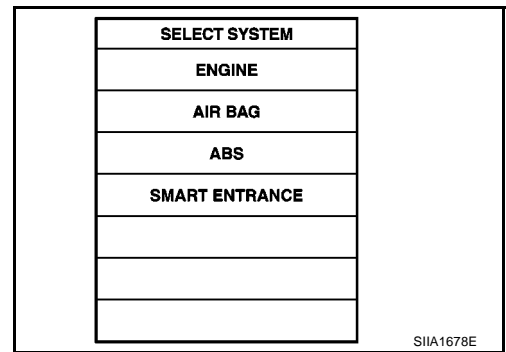 SELECT SYSTEM
ENGINE
AIR BAG
ABS
SMART ENTRANCE
SIIA1678E